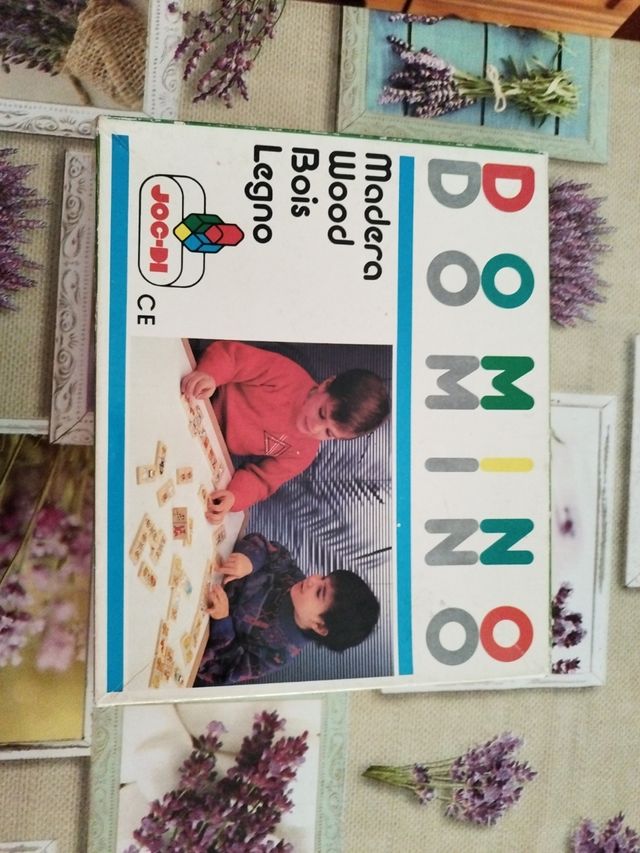 DOMINO
DOMINO
Madera
Wood
Bois
Legno
JOC-DI
CE